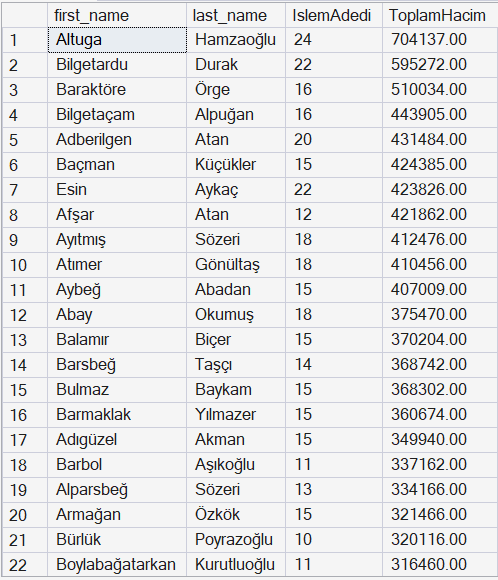 first_name last_name IslemAdedi ToplamHacim
1 Altuga Hamzaoğlu 24 704137.00
2 Bilgetardu Durak 22 595272.00
3 Baraktöre Örge 16 510034.00
4 Bilgetaçam Alpuğan 16 443905.00
5 Adberilgen Atan 20 431484.00
6 Baçman Küçükler 15 424385.00
7 Esin Aykaç 22 423826.00
8 Afşar Atan 12 421862.00
9 Ayıtmış Sözeri 18 412476.00
10 Atımer Gönültaş 18 410456.00
11 Aybeğ Abadan 15 407009.00
12 Abay Okumuş 18 375470.00
13 Balamır Biçer 15 370204.00
14 Barsbeğ Taşçı 14 368742.00
15 Bulmaz Baykam 15 368302.00
16 Barmaklak Yılmazer 15 360674.00
17 Adıgüzel Akman 15 349940.00
18 Barbol Aşıkoğlu 11 337162.00
19 Alparsbeğ Sözeri 13 334166.00
20 Armağan Özkök 15 321466.00
21 Bürlük Poyrazoğlu 10 320116.00
22 Boylabağatarkan Kurutluoğlu 11 316460.00